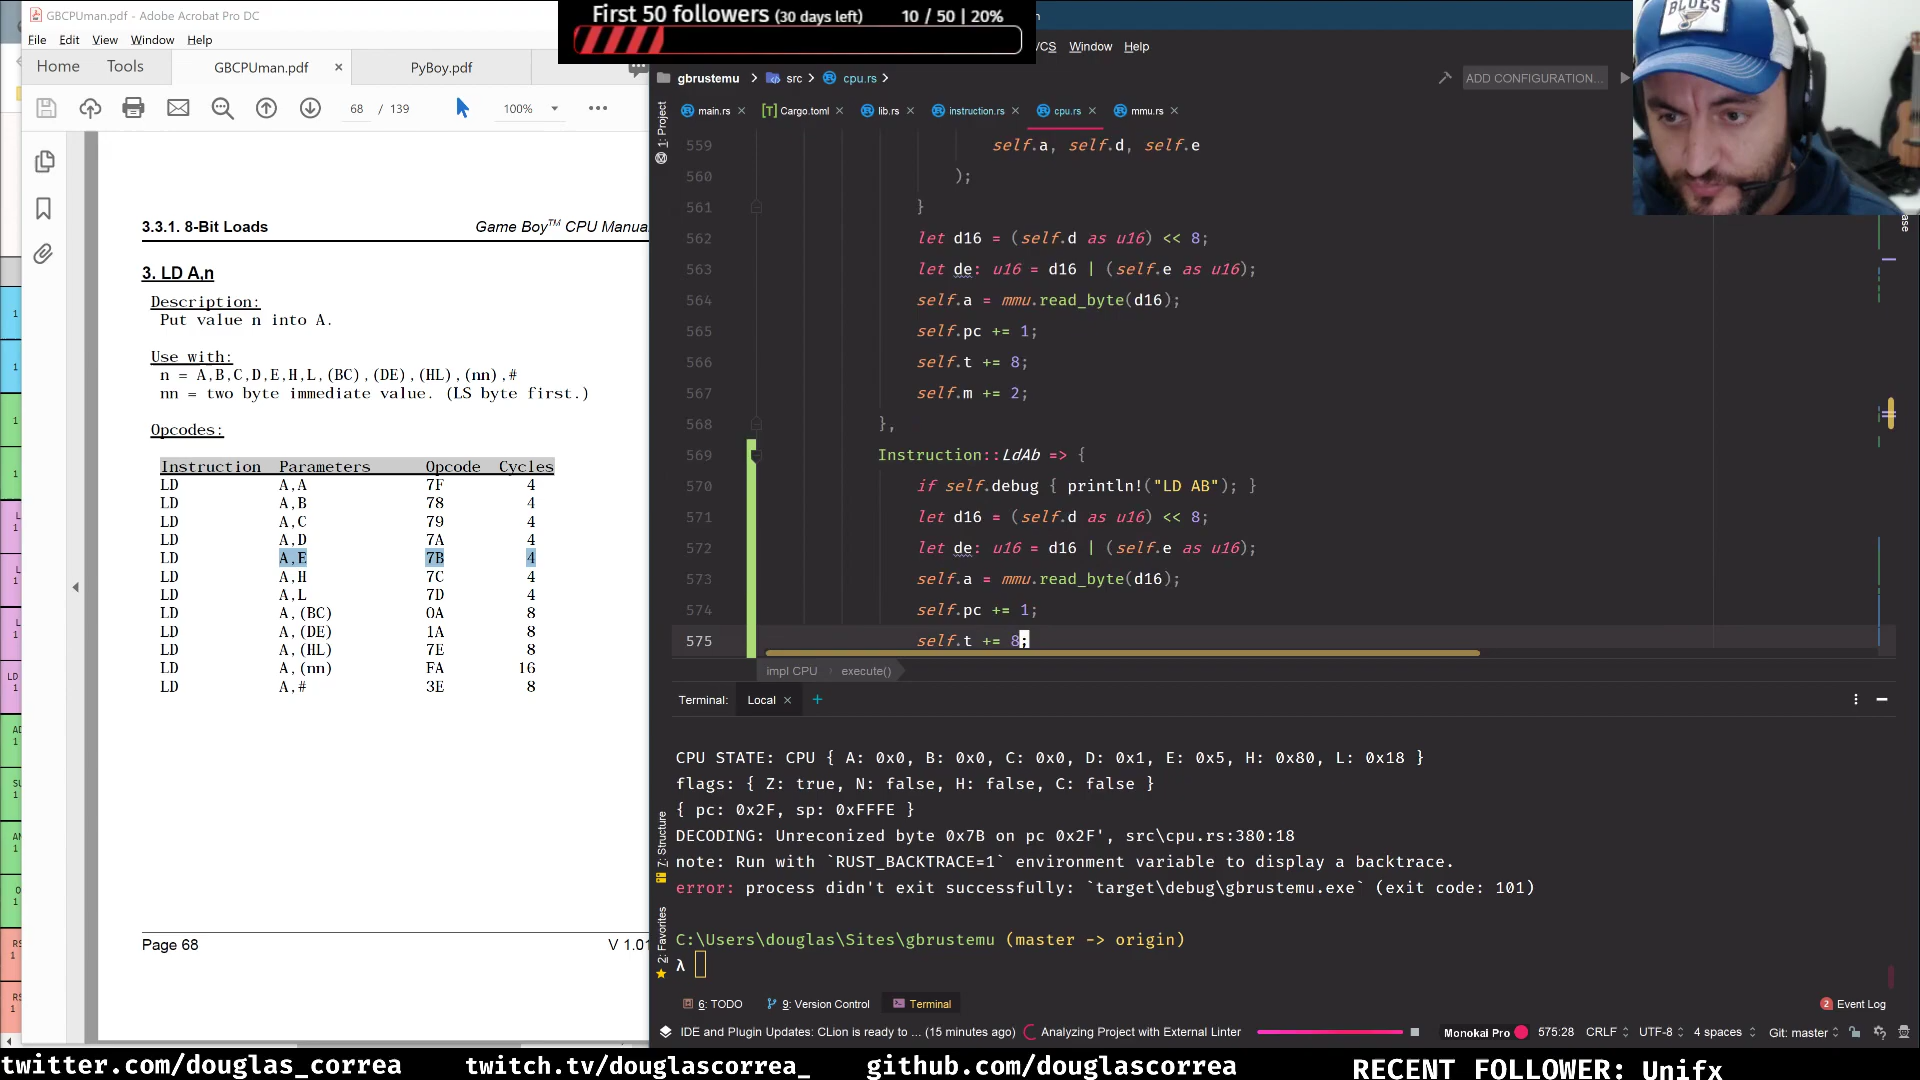 GBCPUman.pdf - Adobe Acrobat Pro DC
File Edit View Window Help
Home Tools GBCPUman.pdf × PyBoy.pdf
68 / 139 100%
3.3.1. 8-Bit Loads Game Boy™ CPU Manua
3. LD A,n
Description:
Put value n into A.
Use with:
n = A,B,C,D,E,H,L,(BC),(DE),(HL),(nn),#
nn = two byte immediate value. (LS byte first.)
Opcodes:
Instruction Parameters Opcode Cycles
LD A,A 7F 4
LD A,B 78 4
LD A,C 79 4
LD A,D 7A 4
LD A,E 7B 4
LD A,H 7C 4
LD A,L 7D 4
LD A,(BC) 0A 8
LD A,(DE) 1A 8
LD A,(HL) 7E 8
LD A,(nn) FA 16
LD A,# 3E 8
Page 68 V 1.01
First 50 followers (30 days left) 10 / 50 | 20%
VCS Window Help
gbrustemu src cpu.rs ADD CONFIGURATION...
main.rs × Cargo.toml × lib.rs × instruction.rs × cpu.rs × mmu.rs ×
1: Project
BLUES
559 self.a, self.d, self.e
560 );
561 }
562 let d16 = (self.d as u16) << 8;
563 let de: u16 = d16 | (self.e as u16);
564 self.a = mmu.read_byte(d16);
565 self.pc += 1;
566 self.t += 8;
567 self.m += 2;
568 },
569 Instruction::LdAb => {
570 if self.debug { println!("LD AB"); }
571 let d16 = (self.d as u16) << 8;
572 let de: u16 = d16 | (self.e as u16);
573 self.a = mmu.read_byte(d16);
574 self.pc += 1;
575 self.t += 8;
impl CPU execute()
Terminal: Local × +
CPU STATE: CPU { A: 0x0, B: 0x0, C: 0x0, D: 0x1, E: 0x5, H: 0x80, L: 0x18 }
flags: { Z: true, N: false, H: false, C: false }
{ pc: 0x2F, sp: 0xFFFE }
DECODING: Unreconized byte 0x7B on pc 0x2F', src\cpu.rs:380:18
note: Run with `RUST_BACKTRACE=1` environment variable to display a backtrace.
error: process didn't exit successfully: `target\debug\gbrustemu.exe` (exit code: 101)
C:\Users\douglas\Sites\gbrustemu (master -> origin)
λ
7: Structure
2: Favorites
6: TODO 9: Version Control Terminal 2 Event Log
IDE and Plugin Updates: CLion is ready to ... (15 minutes ago) Analyzing Project with External Linter Monokai Pro 575:28 CRLF UTF-8 4 spaces Git: master
twitter.com/douglas_correa twitch.tv/douglascorrea_ github.com/douglascorrea RECENT FOLLOWER: Unifx